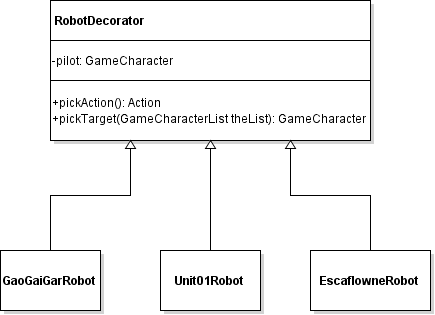 RobotDecorator
-pilot: GameCharacter
+pickAction(): Action
+pickTarget(GameCharacterList theList): GameCharacter
GaoGaiGarRobot
Unit01Robot
EscaflowneRobot